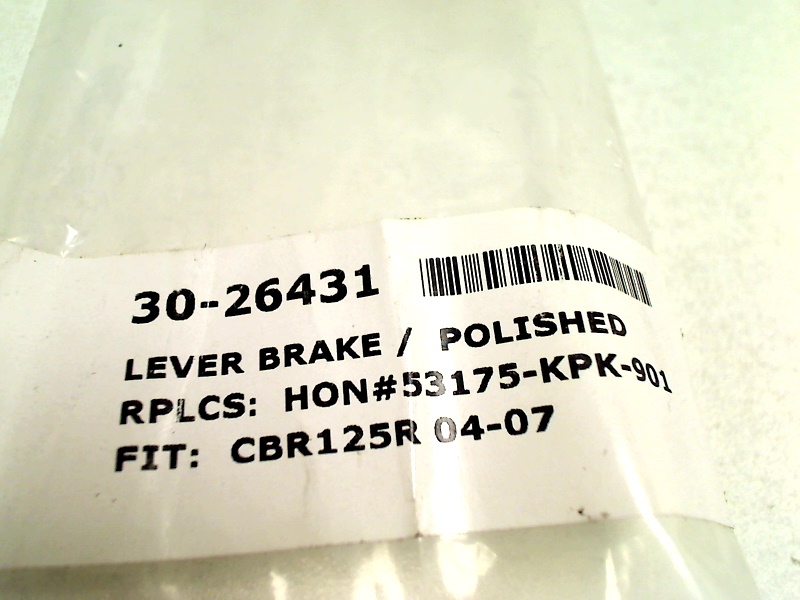 30-26431
LEVER BRAKE / POLISHED
RPLCS: HON#53175-KPK-901
FIT: CBR125R 04-07